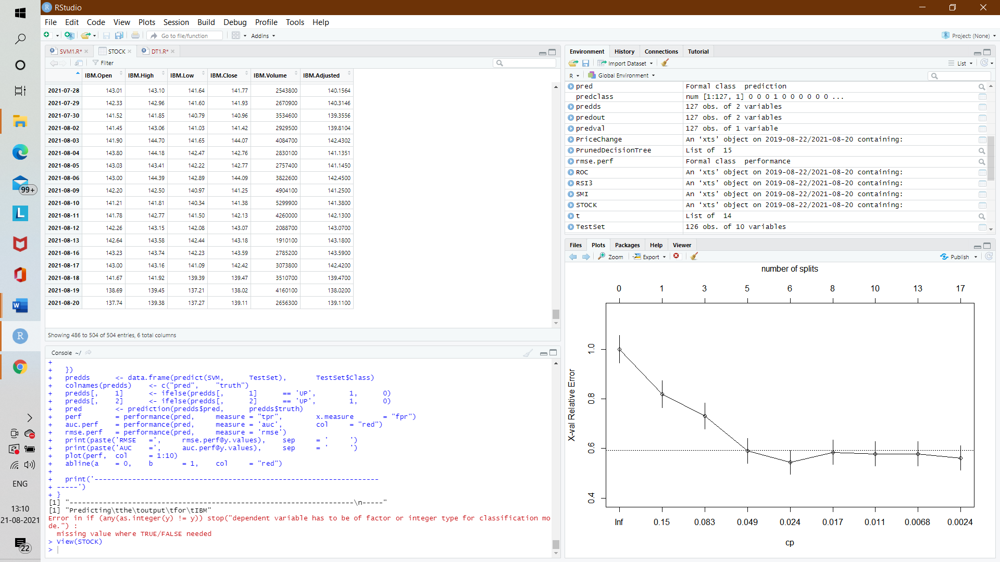 RStudio
File Edit Code View Plots Session Build Debug Profile Tools Help
Go to file/function Addins Project: (None)
SVM1.R* STOCK DT1.R*
Filter
IBM.Open IBM.High IBM.Low IBM.Close IBM.Volume IBM.Adjusted
2021-07-28 143.01 143.10 141.64 141.77 2543800 140.1564
2021-07-29 142.33 142.96 141.60 141.93 2670900 140.3146
2021-07-30 141.52 141.85 140.79 140.96 3534600 139.3556
2021-08-02 141.45 143.06 141.03 141.42 2929500 139.8104
2021-08-03 141.90 144.70 141.65 144.07 4084700 142.4302
2021-08-04 143.80 144.18 142.47 142.76 2830100 141.1351
2021-08-05 143.03 143.41 142.22 142.77 2757400 141.1450
2021-08-06 143.00 144.39 142.89 144.09 3822600 142.4500
2021-08-09 142.20 142.50 140.97 141.25 4904100 141.2500
2021-08-10 141.21 141.81 140.34 141.38 5299900 141.3800
2021-08-11 141.78 142.77 141.50 142.13 4260000 142.1300
2021-08-12 142.26 143.15 142.08 143.07 2088700 143.0700
2021-08-13 142.64 143.58 142.44 143.18 1910100 143.1800
2021-08-16 143.23 143.74 142.23 143.59 2785200 143.5900
2021-08-17 143.00 143.16 141.09 142.42 3073800 142.4200
2021-08-18 141.67 141.92 139.39 139.47 3510700 139.4700
2021-08-19 138.69 139.45 137.21 138.02 4160100 138.0200
2021-08-20 137.74 139.38 137.27 139.11 2656300 139.1100
Showing 486 to 504 of 504 entries, 6 total columns
Console ~/
+
+ })
+ predds <- data.frame(predict(SVM, TestSet), TestSet$Class)
+ colnames(predds) <- c("pred", "truth")
+ predds[, 1] <- ifelse(predds[, 1] == 'UP', 1, 0)
+ predds[, 2] <- ifelse(predds[, 2] == 'UP', 1, 0)
+ pred <- prediction(predds$pred, predds$truth)
+ perf = performance(pred, measure = "tpr", x.measure = "fpr")
+ auc.perf = performance(pred, measure = 'auc', col = "red")
+ rmse.perf = performance(pred, measure = 'rmse')
+ print(paste('RMSE =', rmse.perf@y.values), sep = ' ')
+ print(paste('AUC =', auc.perf@y.values), sep = ' ')
+ plot(perf, col = 1:10)
+ abline(a = 0, b = 1, col = "red")
+
+ print('--------------------------------------------------------------------
+ -----')
+ }
[1] "--------------------------------------------------------------------\n-----"
[1] "Predicting\tthe\toutput\tfor\tIBM"
Error in if (any(as.integer(y) != y)) stop("dependent variable has to be of factor or integer type for classification mo
de.") :
missing value where TRUE/FALSE needed
> View(STOCK)
>
Environment History Connections Tutorial
Import Dataset List
R Global Environment
pred Formal class prediction
predclass num [1:127, 1] 0 0 0 1 0 0 0 0 0 0 ...
predds 127 obs. of 2 variables
predout 127 obs. of 2 variables
predval 127 obs. of 1 variable
PriceChange An ‘xts’ object on 2019-08-22/2021-08-20 containing:
PrunedDecisionTree List of 15
rmse.perf Formal class performance
ROC An ‘xts’ object on 2019-08-22/2021-08-20 containing:
RSI3 An ‘xts’ object on 2019-08-22/2021-08-20 containing:
SMI An ‘xts’ object on 2019-08-22/2021-08-20 containing:
STOCK An ‘xts’ object on 2019-08-22/2021-08-20 containing:
t List of 14
TestSet 126 obs. of 10 variables
Files Plots Packages Help Viewer
Zoom Export Publish
number of splits
0 1 3 5 6 8 10 13 17
X-val Relative Error
1.0
0.8
0.6
0.4
Inf 0.15 0.083 0.049 0.024 0.017 0.011 0.0068 0.0024
cp
99+
L
W
R
ENG
13:10
21-08-2021
22